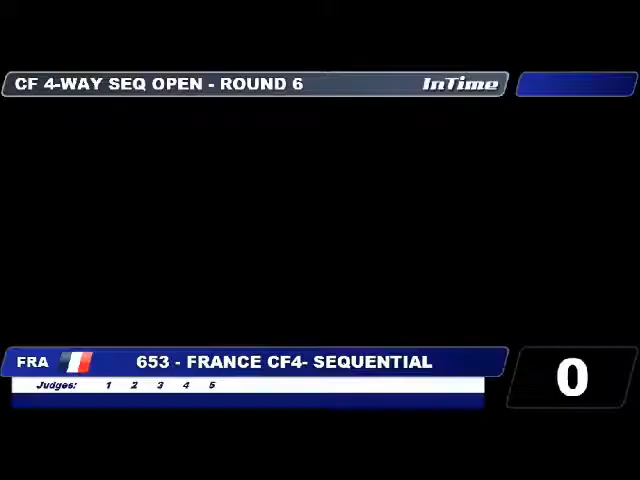 CF 4-WAY SEQ OPEN - ROUND 6 InTime
FRA 653 - FRANCE CF4- SEQUENTIAL
Judges: 1 2 3 4 5
0